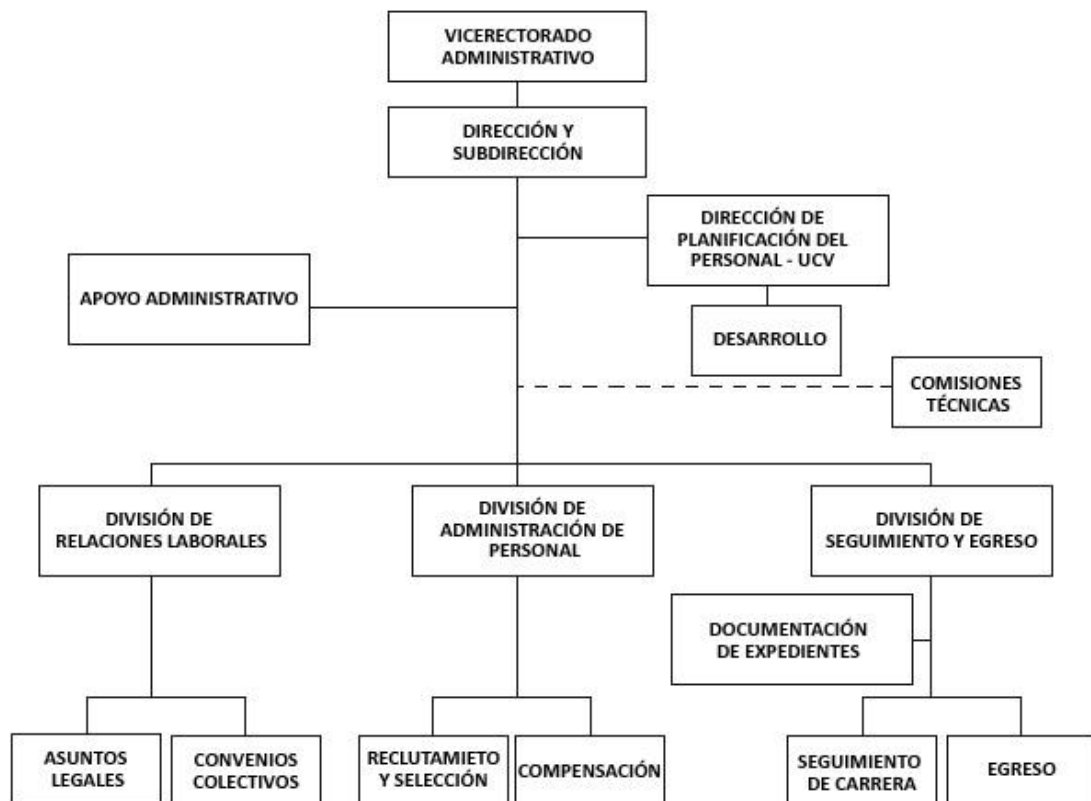 VICERECTORADO
ADMINISTRATIVO
DIRECCIÓN Y
SUBDIRECCIÓN
DIRECCIÓN DE
PLANIFICACIÓN DEL
PERSONAL - UCV
APOYO ADMINISTRATIVO
DESARROLLO
COMISIONES
TÉCNICAS
DIVISIÓN DE
RELACIONES LABORALES
DIVISIÓN DE
ADMINISTRACIÓN DE
PERSONAL
DIVISIÓN DE
SEGUIMIENTO Y EGRESO
DOCUMENTACIÓN
DE EXPEDIENTES
ASUNTOS
LEGALES
CONVENIOS
COLECTIVOS
RECLUTAMIETO
Y SELECCIÓN
COMPENSACIÓN
SEGUIMIENTO
DE CARRERA
EGRESO